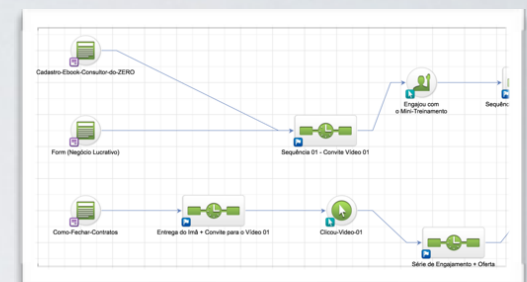 Cadastro-Ebook-Consultor-do-ZERO
Engajou com
o Mini-Treinamento
Sequênc
Form (Negócio Lucrativo)
Sequência 01 - Convite Vídeo 01
Como-Fechar-Contratos
Entrega do Imã + Convite para o Vídeo 01
Clicou-Video-01
Série de Engajamento + Oferta